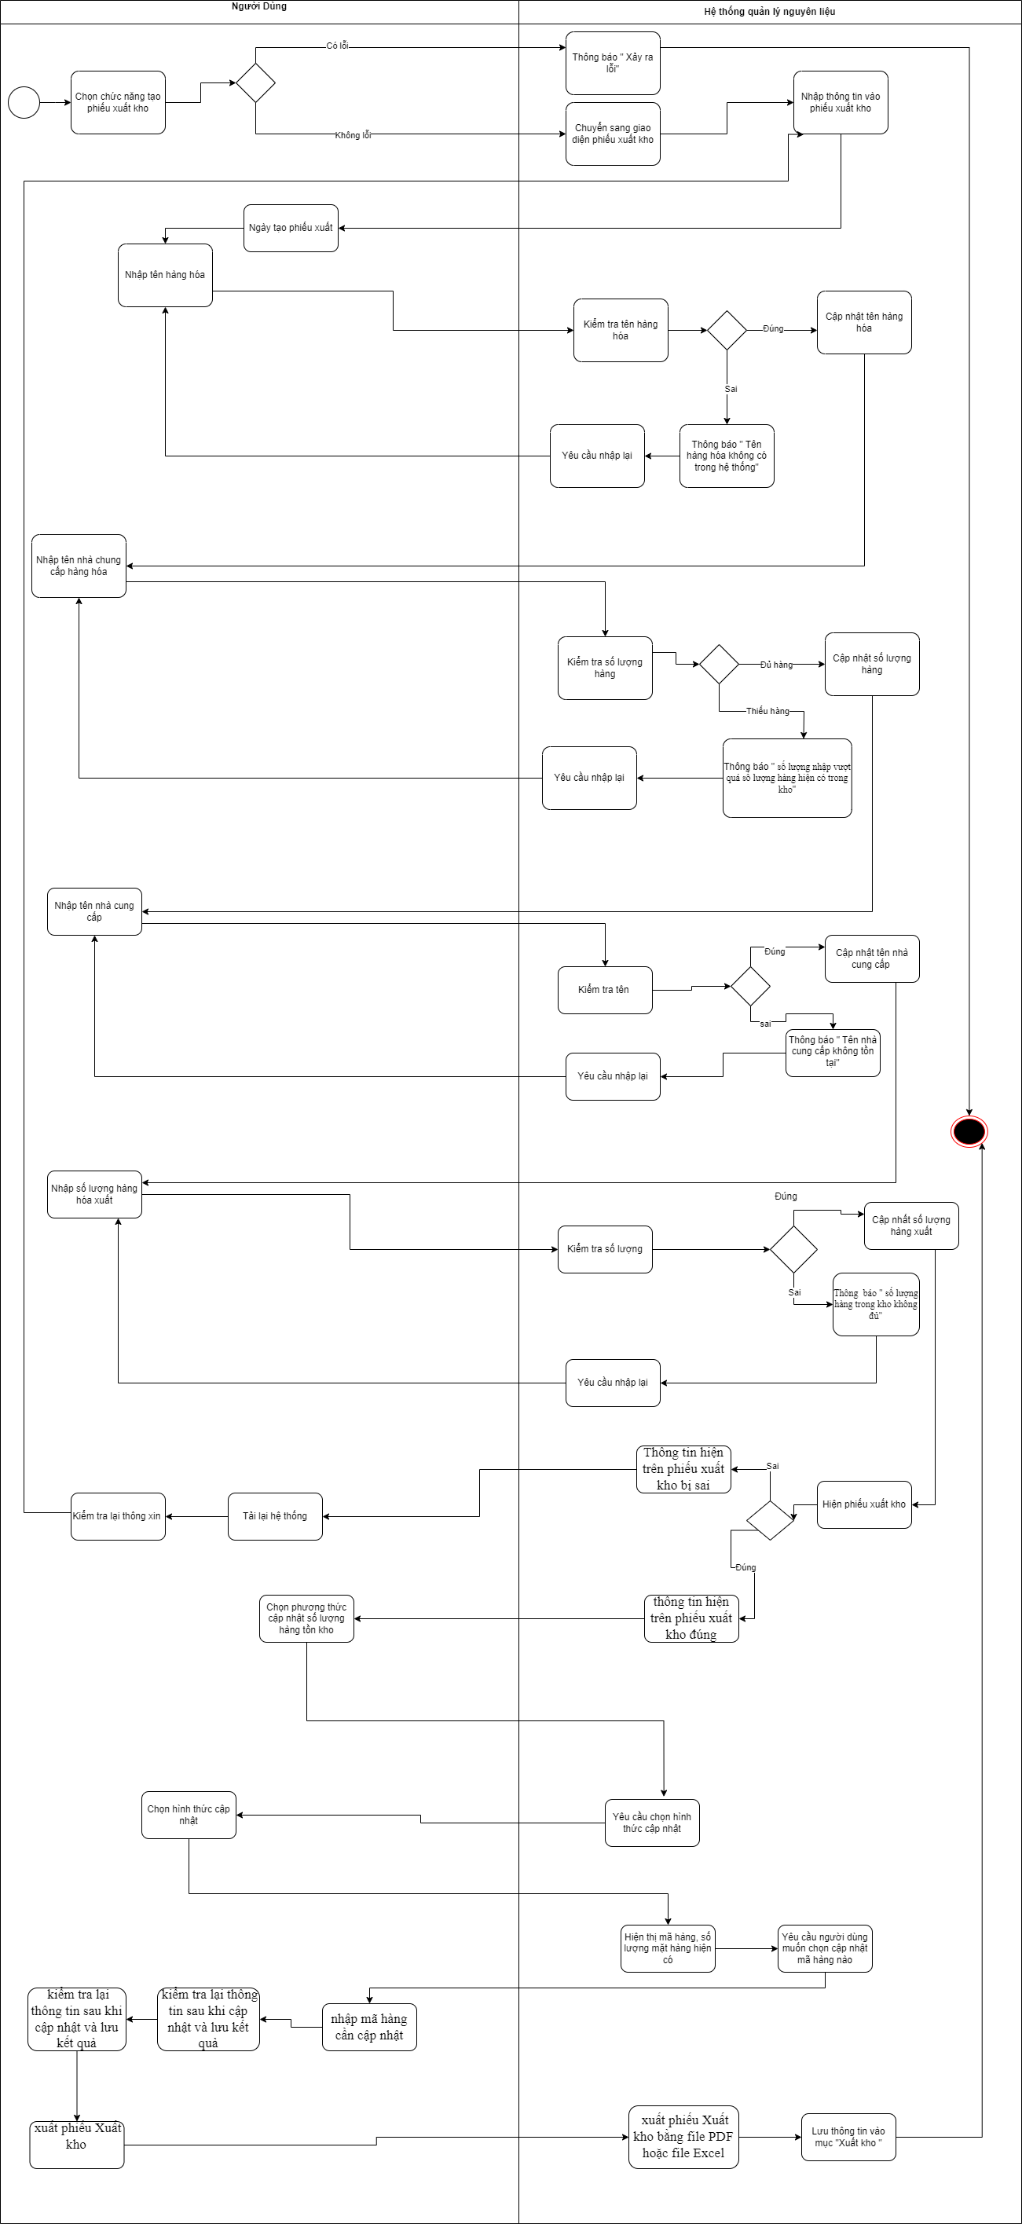 Người Dùng
Hệ thống quản lý nguyên liệu
Có lỗi
Thông báo " Xảy ra
lỗi"
Chọn chức năng tạo
phiếu xuất kho
Nhập thông tin vào
phiếu xuất kho
Không lỗi
Chuyển sang giao
diện phiếu xuất kho
Ngày tạo phiếu xuất
Nhập tên hàng hóa
Kiểm tra tên hàng
hóa
Đúng
Cập nhật tên hàng
hóa
Sai
Yêu cầu nhập lại
Thông báo " Tên
hàng hóa không có
trong hệ thống"
Nhập tên nhà chung
cấp hàng hóa
Kiểm tra số lượng
hàng
Đủ hàng
Cập nhật số lượng
hàng
Thiếu hàng
Yêu cầu nhập lại
Thông báo " số lượng nhập vượt
quá số lượng hàng hiện có trong
kho"
Nhập tên nhà cung
cấp
Kiểm tra tên
Đúng
Cập nhật tên nhà
cung cấp
sai
Thông báo " Tên nhà
cung cấp không tồn
tại"
Yêu cầu nhập lại
Nhập số lượng hàng
hóa xuất
Kiểm tra số lượng
Đúng
Cập nhất số lượng
hàng xuất
Sai
Thông  báo " số lượng
hàng trong kho không
đủ"
Yêu cầu nhập lại
Thông tin hiện
trên phiếu xuất
kho bị sai
Sai
Hiện phiếu xuất kho
Kiểm tra lại thông xin
Tải lại hệ thống
Đúng
Chọn phương thức
cập nhật số lượng
hàng tồn kho
thông tin hiện
trên phiếu xuất
kho đúng
Chọn hình thức cập
nhật
Yêu cầu chọn hình
thức cập nhật
Hiện thị mã hàng, số
lượng mặt hàng hiện
có
Yêu cầu người dùng
muốn chọn cập nhật
mã hàng nào
kiểm tra lại
thông tin sau khi
cập nhật và lưu
kết quả
kiểm tra lại thông
tin sau khi cập
nhật và lưu kết
quả
nhập mã hàng
cần cập nhật
xuất phiếu Xuất
kho
xuất phiếu Xuất
kho bằng file PDF
hoặc file Excel
Lưu thông tin vào
mục "Xuất kho "